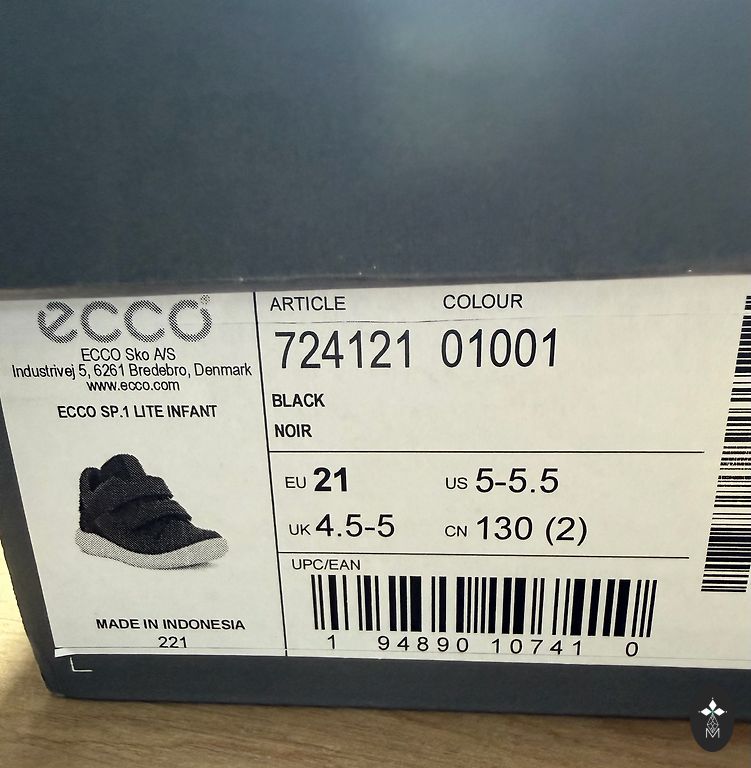 ecco®
ECCO Sko A/S
Industrivej 5, 6261 Bredebro, Denmark
www.ecco.com
ECCO SP.1 LITE INFANT
MADE IN INDONESIA
221
ARTICLE COLOUR
724121 01001
BLACK
NOIR
EU 21 US 5-5.5
UK 4.5-5 CN 130 (2)
UPC/EAN
1 94890 10741 0
M